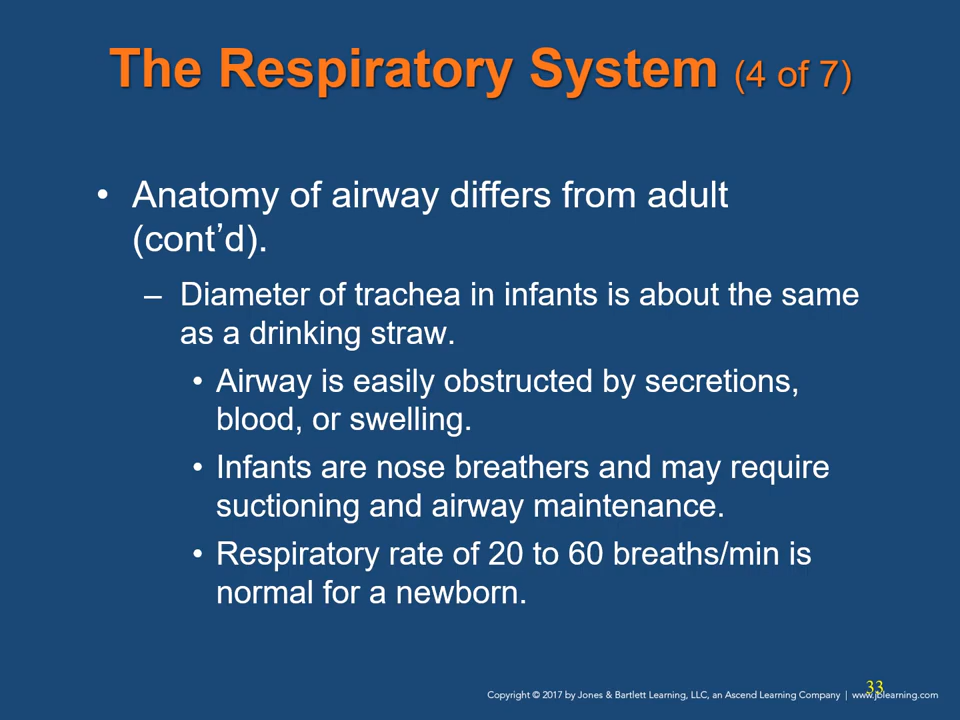 The Respiratory System (4 of 7)
• Anatomy of airway differs from adult
(cont’d).
– Diameter of trachea in infants is about the same
as a drinking straw.
• Airway is easily obstructed by secretions,
blood, or swelling.
• Infants are nose breathers and may require
suctioning and airway maintenance.
• Respiratory rate of 20 to 60 breaths/min is
normal for a newborn.
33
Copyright © 2017 by Jones & Bartlett Learning, LLC, an Ascend Learning Company | www.jblearning.com